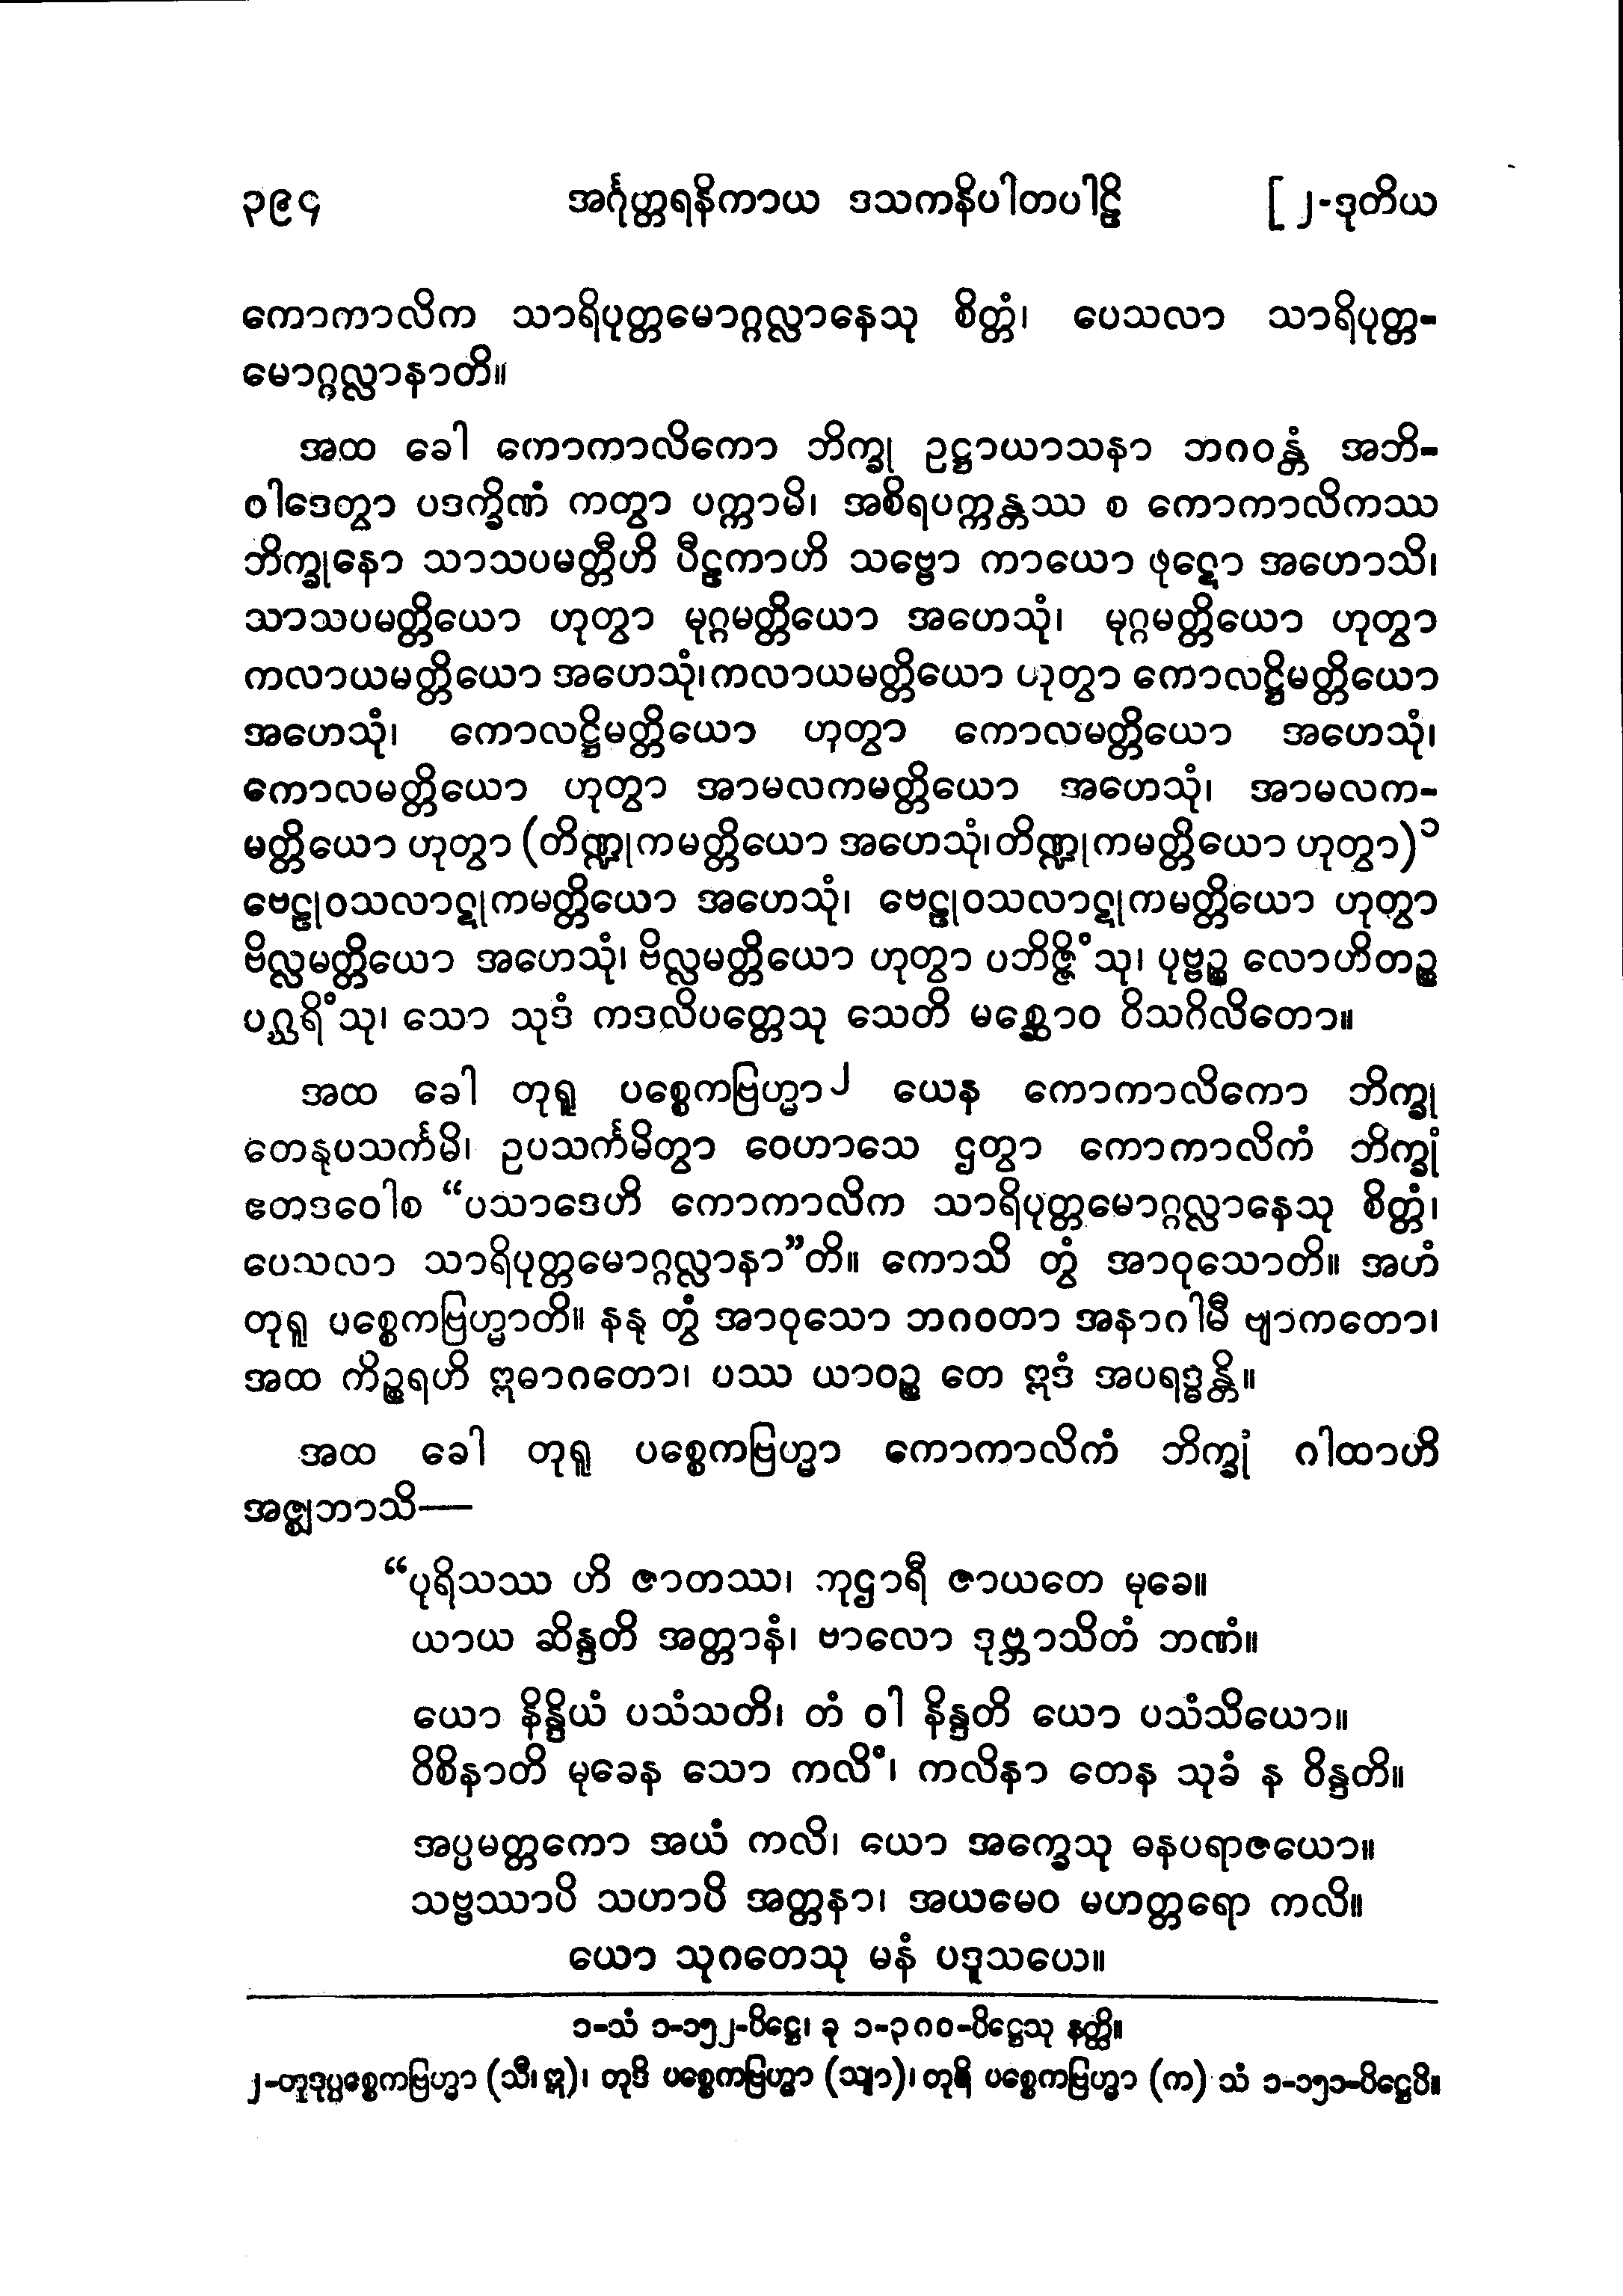 ၃၉၄ အင်္ဂုတ္တရနိကာယ ဒသကနိပါတပါဠိ [ ၂-ဒုတိယ
ကောကာလိက သာရိပုတ္တမောဂ္ဂလ္လာနေသု စိတ္တံ၊ ပေသလာ သာရိပုတ္တ-
မောဂ္ဂလ္လာနာတိ။
အထ ခေါ ကောကာလိကော ဘိက္ခု ဥဋ္ဌာယာသနာ ဘဂဝန္တံ အဘိ-
ဝါဒေတွာ ပဒက္ခိဏံ ကတွာ ပက္ကာမိ၊ အစိရပက္ကန္တဿ စ ကောကာလိကဿ
ဘိက္ခုနော သာသပမတ္တီဟိ ပီဠကာဟိ သဗ္ဗော ကာယော ဖုဋော အဟောသိ၊
သာသပမတ္တိယော ဟုတွာ မုဂ္ဂမတ္တိယော အဟေသုံ၊ မုဂ္ဂမတ္တိယော ဟုတွာ
ကလာယမတ္တိယော အဟေသုံ၊ကလာယမတ္တိယော ဟုတွာ ကောလဋ္ဌိမတ္တိယော
အဟေသုံ၊ ကောလဋ္ဌိမတ္တိယော ဟုတွာ ကောလမတ္တိယော အဟေသုံ၊
ကောလမတ္တိယော ဟုတွာ အာမလကမတ္တိယော အဟေသုံ၊ အာမလက-
မတ္တိယော ဟုတွာ (တိဏ္ဍုကမတ္တိယော အဟေသုံ၊တိဏ္ဍုကမတ္တိယော ဟုတွာ)၁
ဗေဠုဝသလာဋုကမတ္တိယော အဟေသုံ၊ ဗေဠုဝသလာဋုကမတ္တိယော ဟုတွာ
ဗိလ္လမတ္တိယော အဟေသုံ၊ ဗိလ္လမတ္တိယော ဟုတွာ ပဘိဇ္ဇိံသု၊ ပုဗ္ဗဉ္စ လောဟိတဉ္စ
ပဂ္ဃရိံသု၊ သော သုဒံ ကဒလိပတ္တေသု သေတိ မစ္ဆောဝ ဝိသဂိလိတော။
အထ ခေါ တုရူ ပစ္စေကဗြဟ္မာ၂ ယေန ကောကာလိကော ဘိက္ခု
တေနုပသင်္ကမိ၊ ဥပသင်္ကမိတွာ ဝေဟာသေ ဌတွာ ကောကာလိကံ ဘိက္ခုံ
ဧတဒဝေါစ “ပသာဒေဟိ ကောကာလိက သာရိပုတ္တမောဂ္ဂလ္လာနေသု စိတ္တံ၊
ပေသလာ သာရိပုတ္တမောဂ္ဂလ္လာနာ”တိ။ ကောသိ တွံ အာဝုသောတိ။ အဟံ
တုရူ ပစ္စေကဗြဟ္မာတိ။ နနု တွံ အာဝုသော ဘဂဝတာ အနာဂါမီ ဗျာကတော၊
အထ ကိဉ္စရဟိ ဣဓာဂတော၊ ပဿ ယာဝဉ္စ တေ ဣဒံ အပရဒ္ဓန္တိ။
အထ ခေါ တုရူ ပစ္စေကဗြဟ္မာ ကောကာလိကံ ဘိက္ခုံ ဂါထာဟိ
အဇ္ဈဘာသိ—
“ပုရိသဿ ဟိ ဇာတဿ၊ ကုဌာရီ ဇာယတေ မုခေ။
ယာယ ဆိန္ဒတိ အတ္တာနံ၊ ဗာလော ဒုဗ္ဘာသိတံ ဘဏံ။
ယော နိန္ဒိယံ ပသံသတိ၊ တံ ဝါ နိန္ဒတိ ယော ပသံသိယော။
ဝိစိနာတိ မုခေန သော ကလိံ၊ ကလိနာ တေန သုခံ န ဝိန္ဒတိ။
အပ္ပမတ္တကော အယံ ကလိ၊ ယော အက္ခေသု ဓနပရာဇယော။
သဗ္ဗဿာပိ သဟာပိ အတ္တနာ၊ အယမေဝ မဟတ္တရော ကလိ။
ယော သုဂတေသု မနံ ပဒူသယေ။
၁-သံ ၁-၁၅၂-ပိဋ္ဌေ၊ ခု ၁-၃၈၀-ပိဋ္ဌေသု နတ္ထိ။
၂-တုဒုပ္ပစ္စေကဗြဟ္မာ (သီ၊ဣ)၊ တုဒိ ပစ္စေကဗြဟ္မာ (သျာ)၊ တုရိ ပစ္စေကဗြဟ္မာ (က) သံ ၁-၁၅၁-ပိဋ္ဌေပိ။